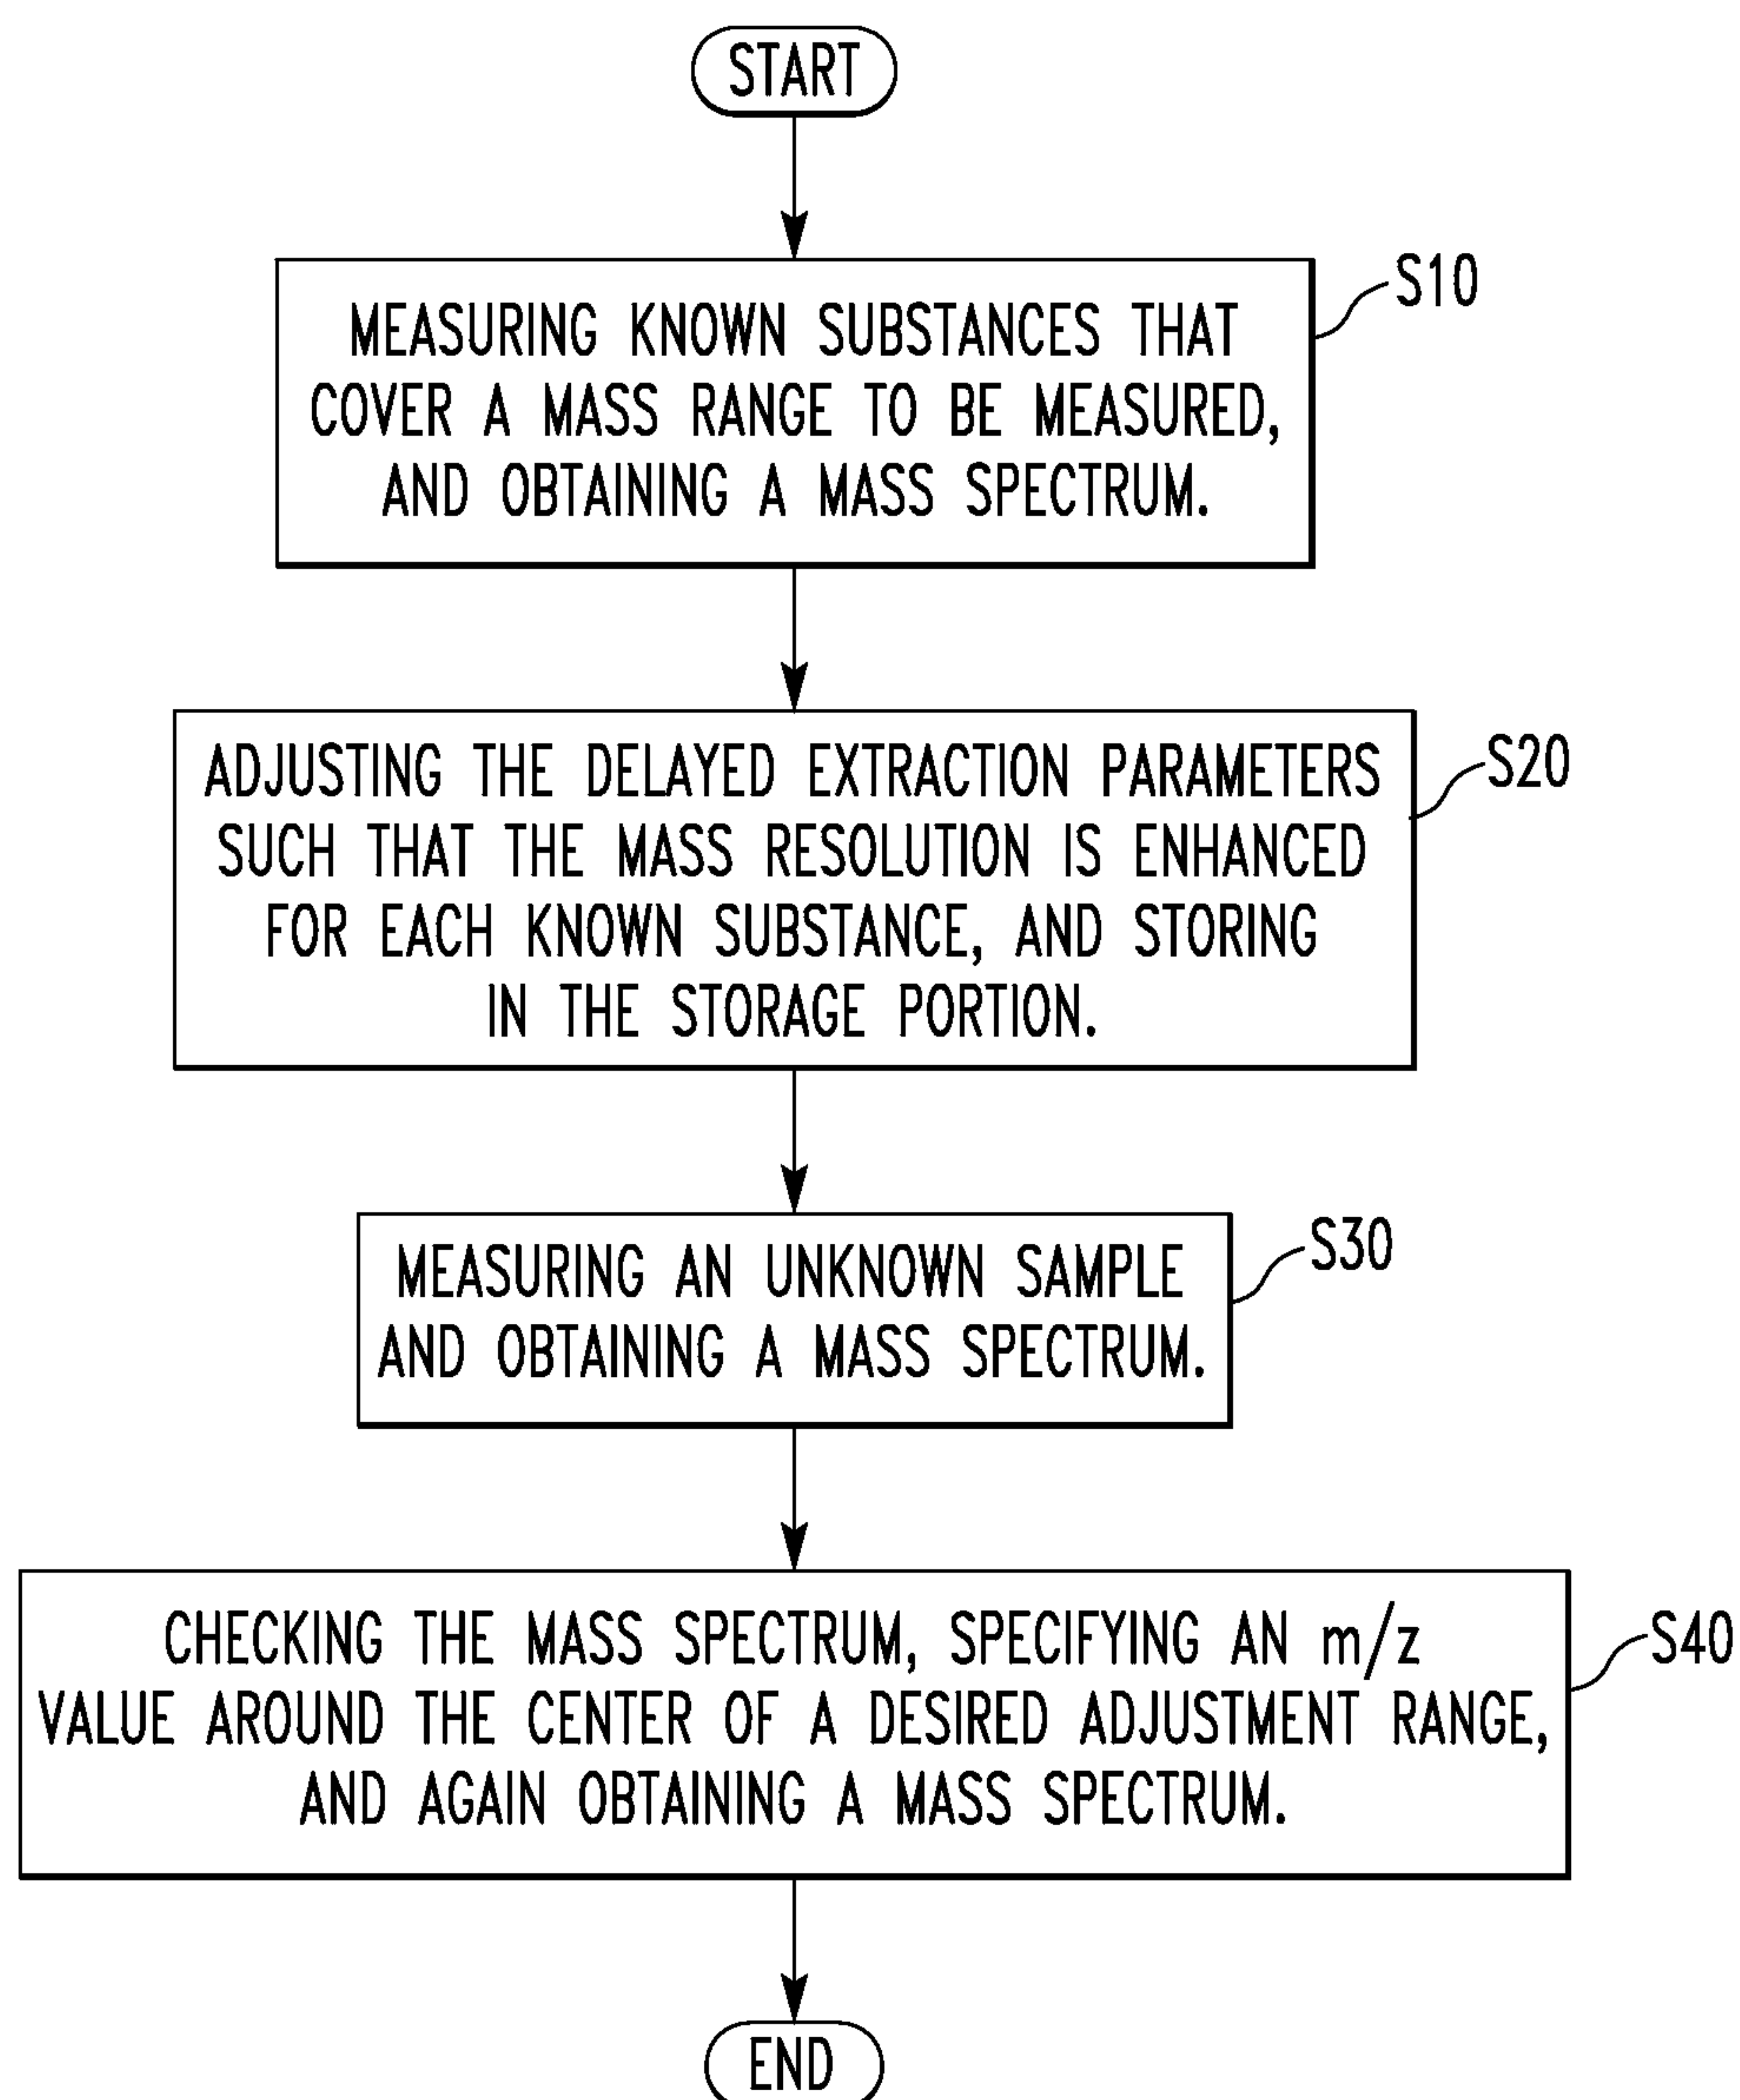 START
S10
MEASURING KNOWN SUBSTANCES THAT
COVER A MASS RANGE TO BE MEASURED,
AND OBTAINING A MASS SPECTRUM.
S20
ADJUSTING THE DELAYED EXTRACTION PARAMETERS
SUCH THAT THE MASS RESOLUTION IS ENHANCED
FOR EACH KNOWN SUBSTANCE, AND STORING
IN THE STORAGE PORTION.
S30
MEASURING AN UNKNOWN SAMPLE
AND OBTAINING A MASS SPECTRUM.
S40
CHECKING THE MASS SPECTRUM, SPECIFYING AN m/z
VALUE AROUND THE CENTER OF A DESIRED ADJUSTMENT RANGE,
AND AGAIN OBTAINING A MASS SPECTRUM.
END